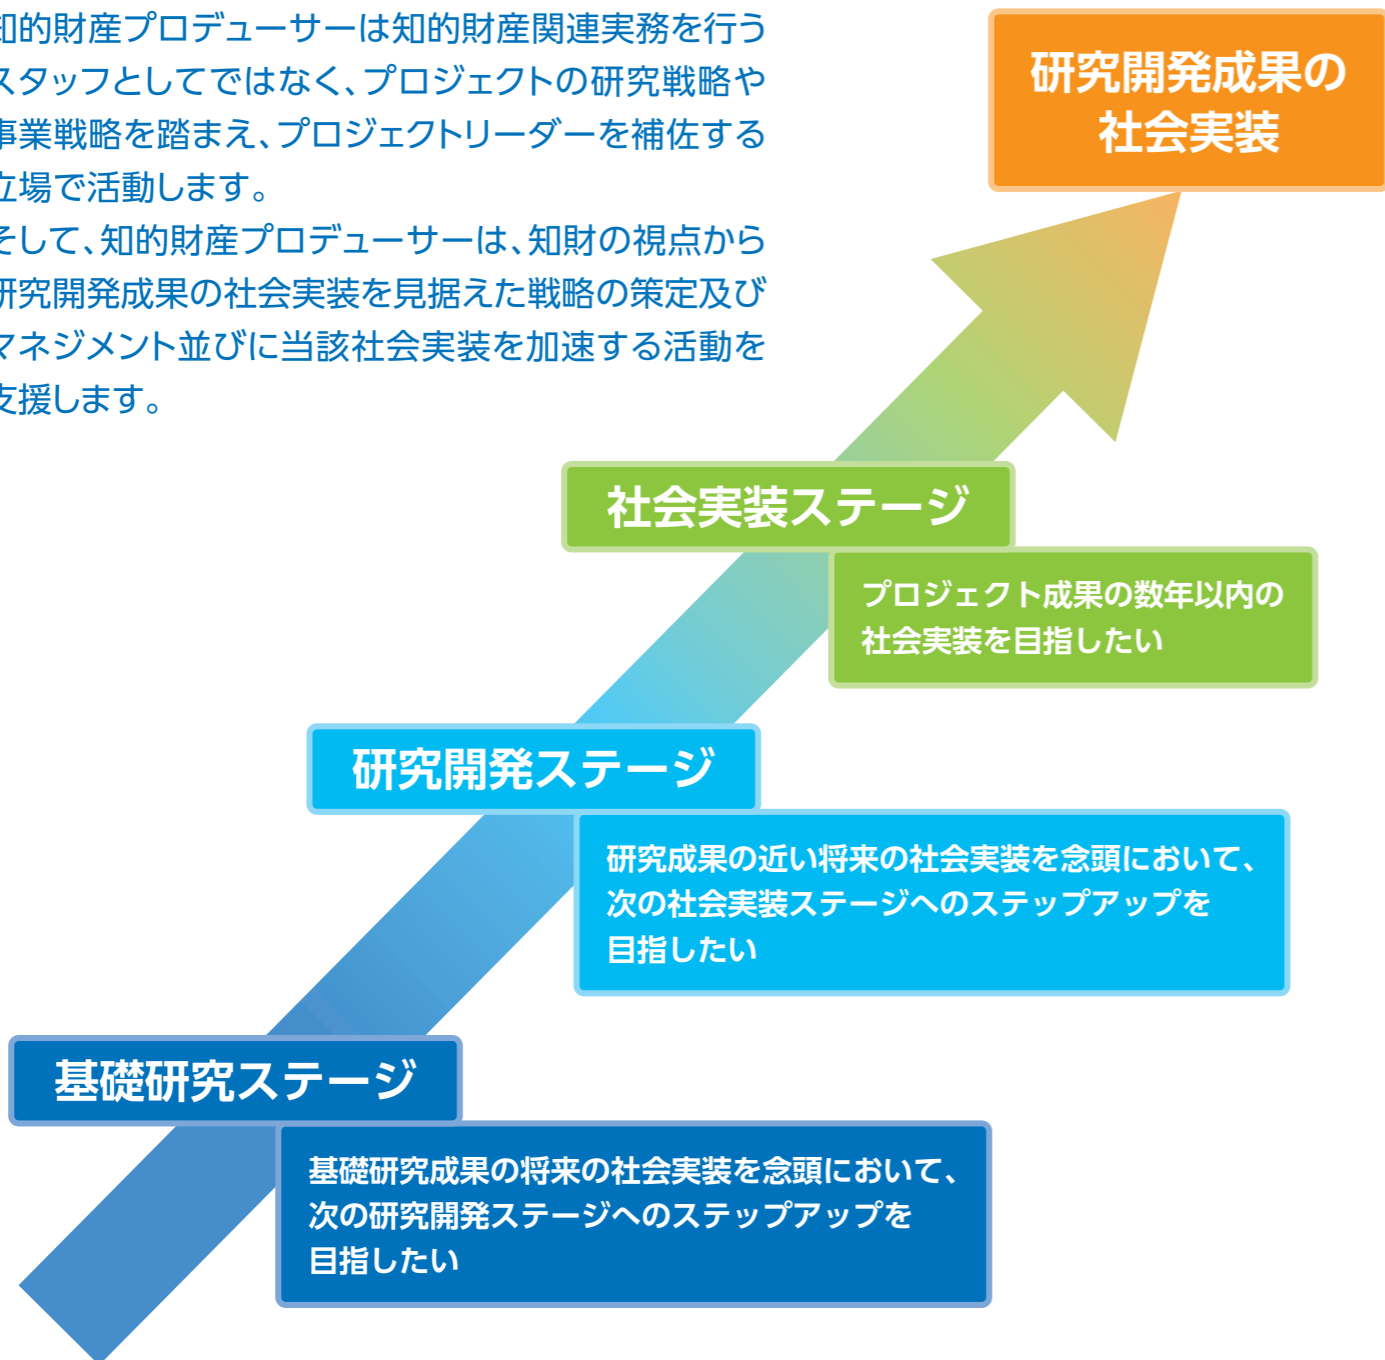 知的財産プロデューサーは知的財産関連実務を行う
スタッフとしてではなく、プロジェクトの研究戦略や
事業戦略を踏まえ、プロジェクトリーダーを補佐する
立場で活動します。
そして、知的財産プロデューサーは、知財の視点から
研究開発成果の社会実装を見据えた戦略の策定及び
マネジメント並びに当該社会実装を加速する活動を
支援します。
研究開発成果の
社会実装
社会実装ステージ
プロジェクト成果の数年以内の
社会実装を目指したい
研究開発ステージ
研究成果の近い将来の社会実装を念頭において、
次の社会実装ステージへのステップアップを
目指したい
基礎研究ステージ
基礎研究成果の将来の社会実装を念頭において、
次の研究開発ステージへのステップアップを
目指したい